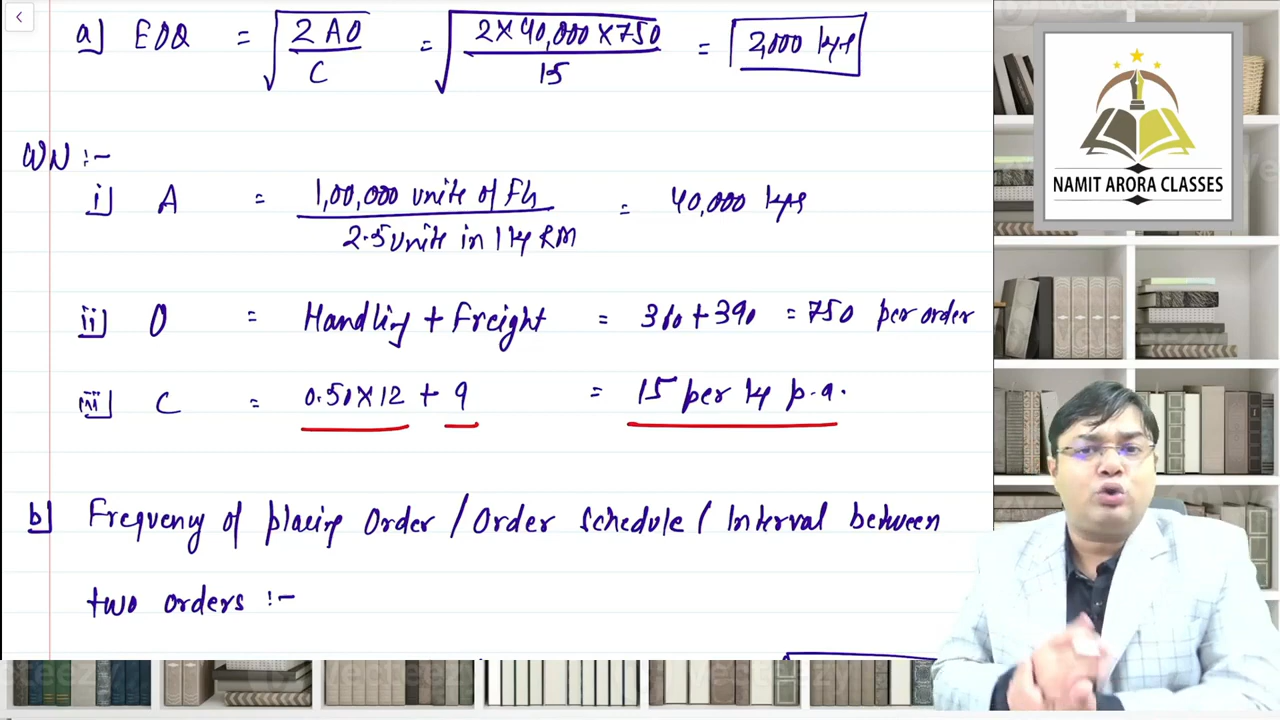 a] EOQ = √2AO/C = √2×40,000×750/15 = 2,000 kgs
WN :-
i] A = 1,00,000 units of FG/2.5 units in 1 kg RM = 40,000 kgs
ii] O = Handling + Freight = 360+390 = 750 per order
iii] C = 0.50×12 + 9 = 15 per kg p.a.
b] Frequency of placing Order / Order Schedule / Interval between
two orders :-
NAMIT ARORA CLASSES